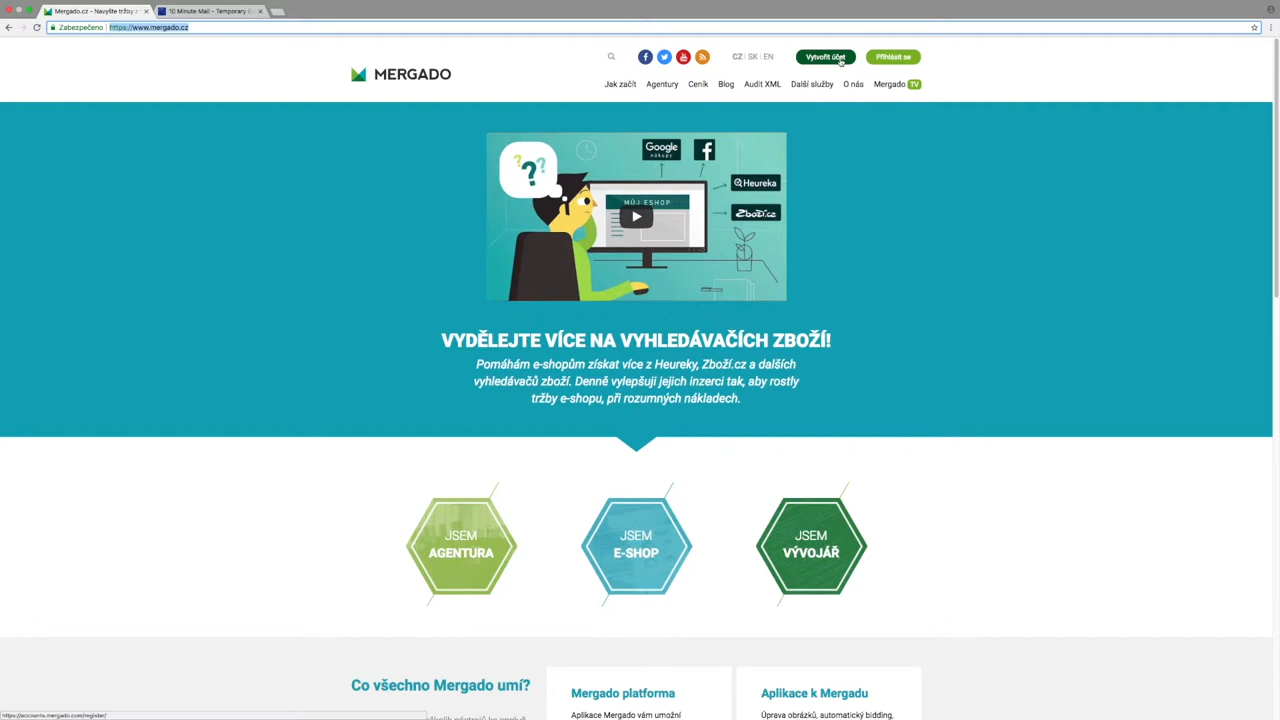 Mergado.cz - Navyšte tržby z
10 Minute Mail - Temporary E-
Zabezpečeno https://www.mergado.cz
CZ | SK | EN
Vytvořit účet
Přihlásit se
MERGADO
Jak začít Agentury Ceník Blog Audit XML Další služby O nás Mergado TV
Google
nákupy
Heureka
Zboží.cz
MŮJ ESHOP
???
VYDĚLEJTE VÍCE NA VYHLEDÁVAČÍCH ZBOŽÍ!
Pomáhám e-shopům získat více z Heureky, Zboží.cz a dalších
vyhledávačů zboží. Denně vylepšuji jejich inzerci tak, aby rostly
tržby e-shopu, při rozumných nákladech.
JSEM
AGENTURA
JSEM
E-SHOP
JSEM
VÝVOJÁŘ
Co všechno Mergado umí?
Mergado platforma
Aplikace Mergado vám umožní
Aplikace k Mergadu
Úprava obrázků, automatický bidding,
https://accounts.mergado.com/register/